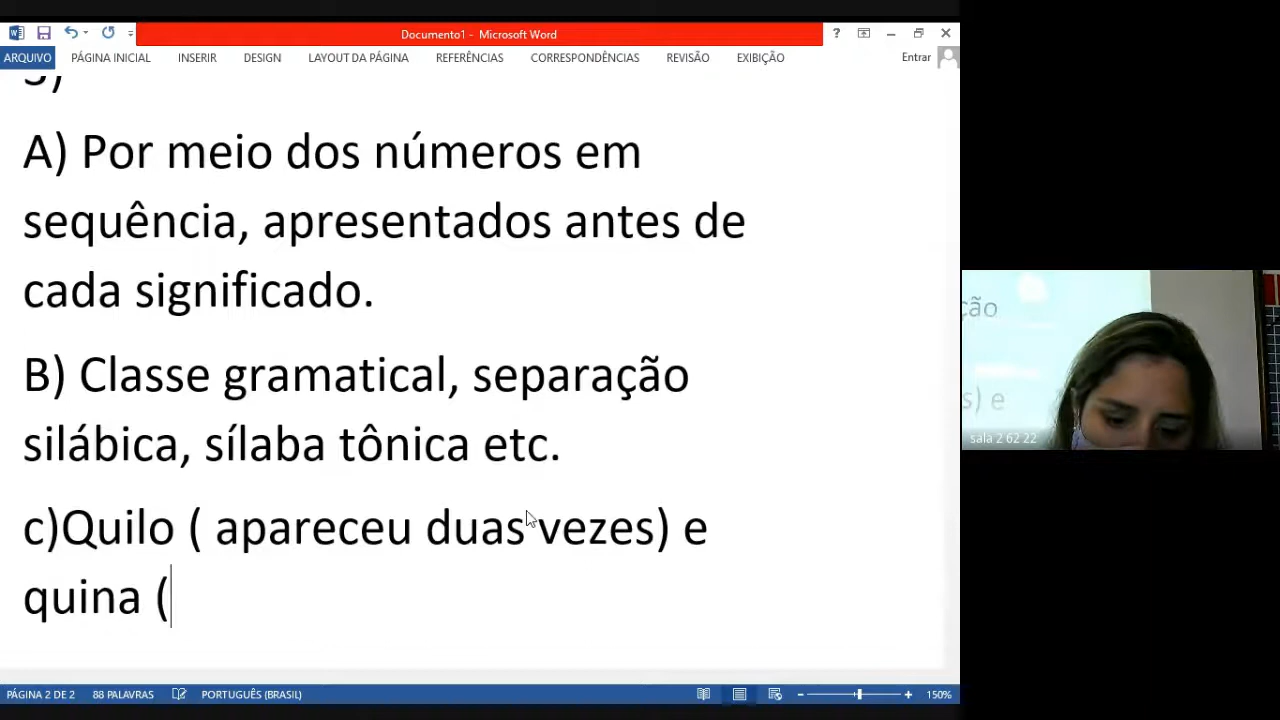 Documento1 - Microsoft Word
ARQUIVO PÁGINA INICIAL INSERIR DESIGN LAYOUT DA PÁGINA REFERÊNCIAS CORRESPONDÊNCIAS REVISÃO EXIBIÇÃO Entrar
A) Por meio dos números em
sequência, apresentados antes de
cada significado.
B) Classe gramatical, separação
silábica, sílaba tônica etc.
c)Quilo ( apareceu duas vezes) e
quina (
ção
s) e
sala 2 62 22
PÁGINA 2 DE 2 88 PALAVRAS PORTUGUÊS (BRASIL) 150%